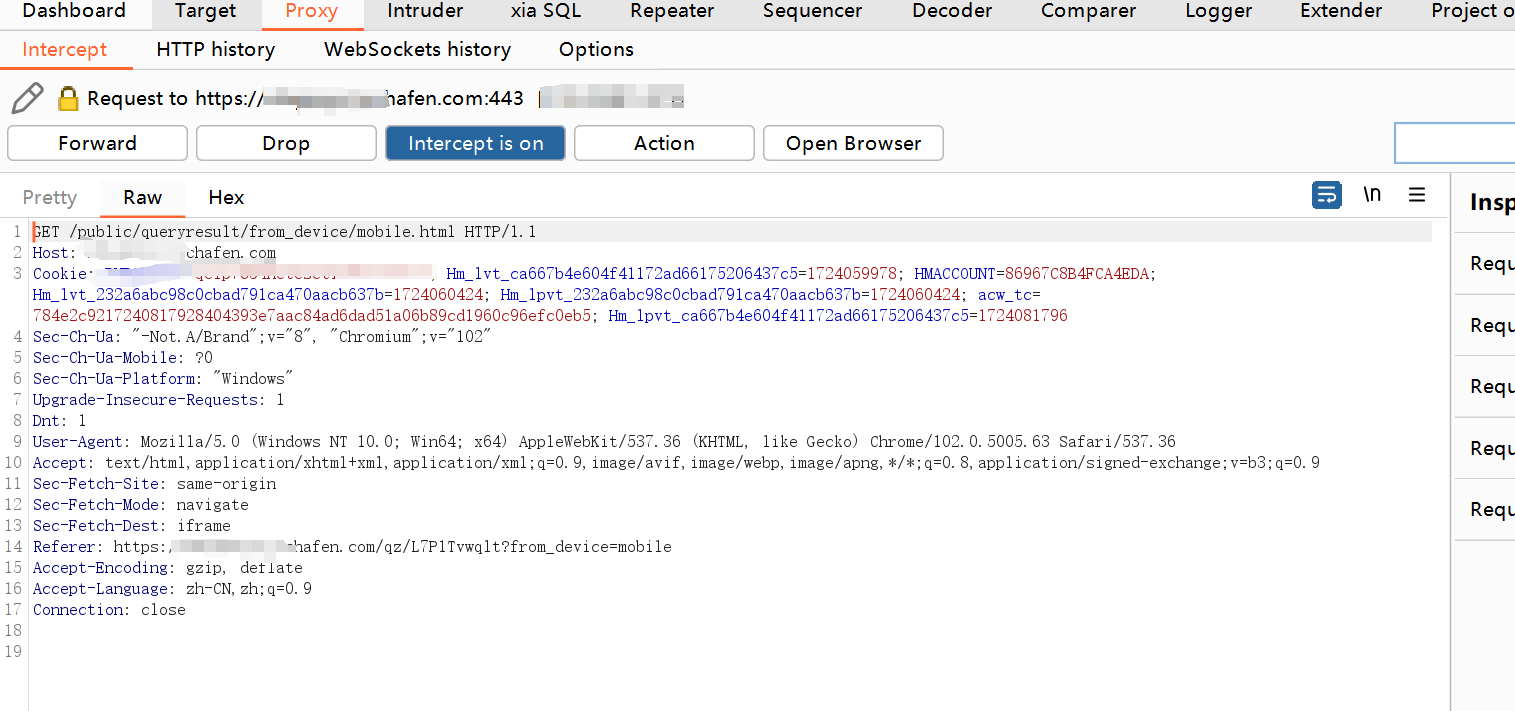 Dashboard Target Proxy Intruder xia SQL Repeater Sequencer Decoder Comparer Logger Extender Project o
Intercept HTTP history WebSockets history Options
Request to https:// hafen.com:443
Forward Drop Intercept is on Action Open Browser
Pretty Raw Hex \n
Insp
1 GET /public/queryresult/from_device/mobile.html HTTP/1.1
2 Host: chafen.com
3 Cookie: Hm_lvt_ca667b4e604f41172ad66175206437c5=1724059978; HMACCOUNT=86967C8B4FCA4EDA;
Hm_lvt_232a6abc98c0cbad791ca470aacb637b=1724060424; Hm_lpvt_232a6abc98c0cbad791ca470aacb637b=1724060424; acw_tc=
784e2c9217240817928404393e7aac84ad6dad51a06b89cd1960c96efc0eb5; Hm_lpvt_ca667b4e604f41172ad66175206437c5=1724081796
4 Sec-Ch-Ua: "-Not.A/Brand";v="8", "Chromium";v="102"
5 Sec-Ch-Ua-Mobile: ?0
6 Sec-Ch-Ua-Platform: "Windows"
7 Upgrade-Insecure-Requests: 1
8 Dnt: 1
9 User-Agent: Mozilla/5.0 (Windows NT 10.0; Win64; x64) AppleWebKit/537.36 (KHTML, like Gecko) Chrome/102.0.5005.63 Safari/537.36
10 Accept: text/html,application/xhtml+xml,application/xml;q=0.9,image/avif,image/webp,image/apng,*/*;q=0.8,application/signed-exchange;v=b3;q=0.9
11 Sec-Fetch-Site: same-origin
12 Sec-Fetch-Mode: navigate
13 Sec-Fetch-Dest: iframe
14 Referer: https:/ hafen.com/qz/L7P1Tvwqlt?from_device=mobile
15 Accept-Encoding: gzip, deflate
16 Accept-Language: zh-CN,zh;q=0.9
17 Connection: close
18
19
Requ
Requ
Requ
Requ
Requ